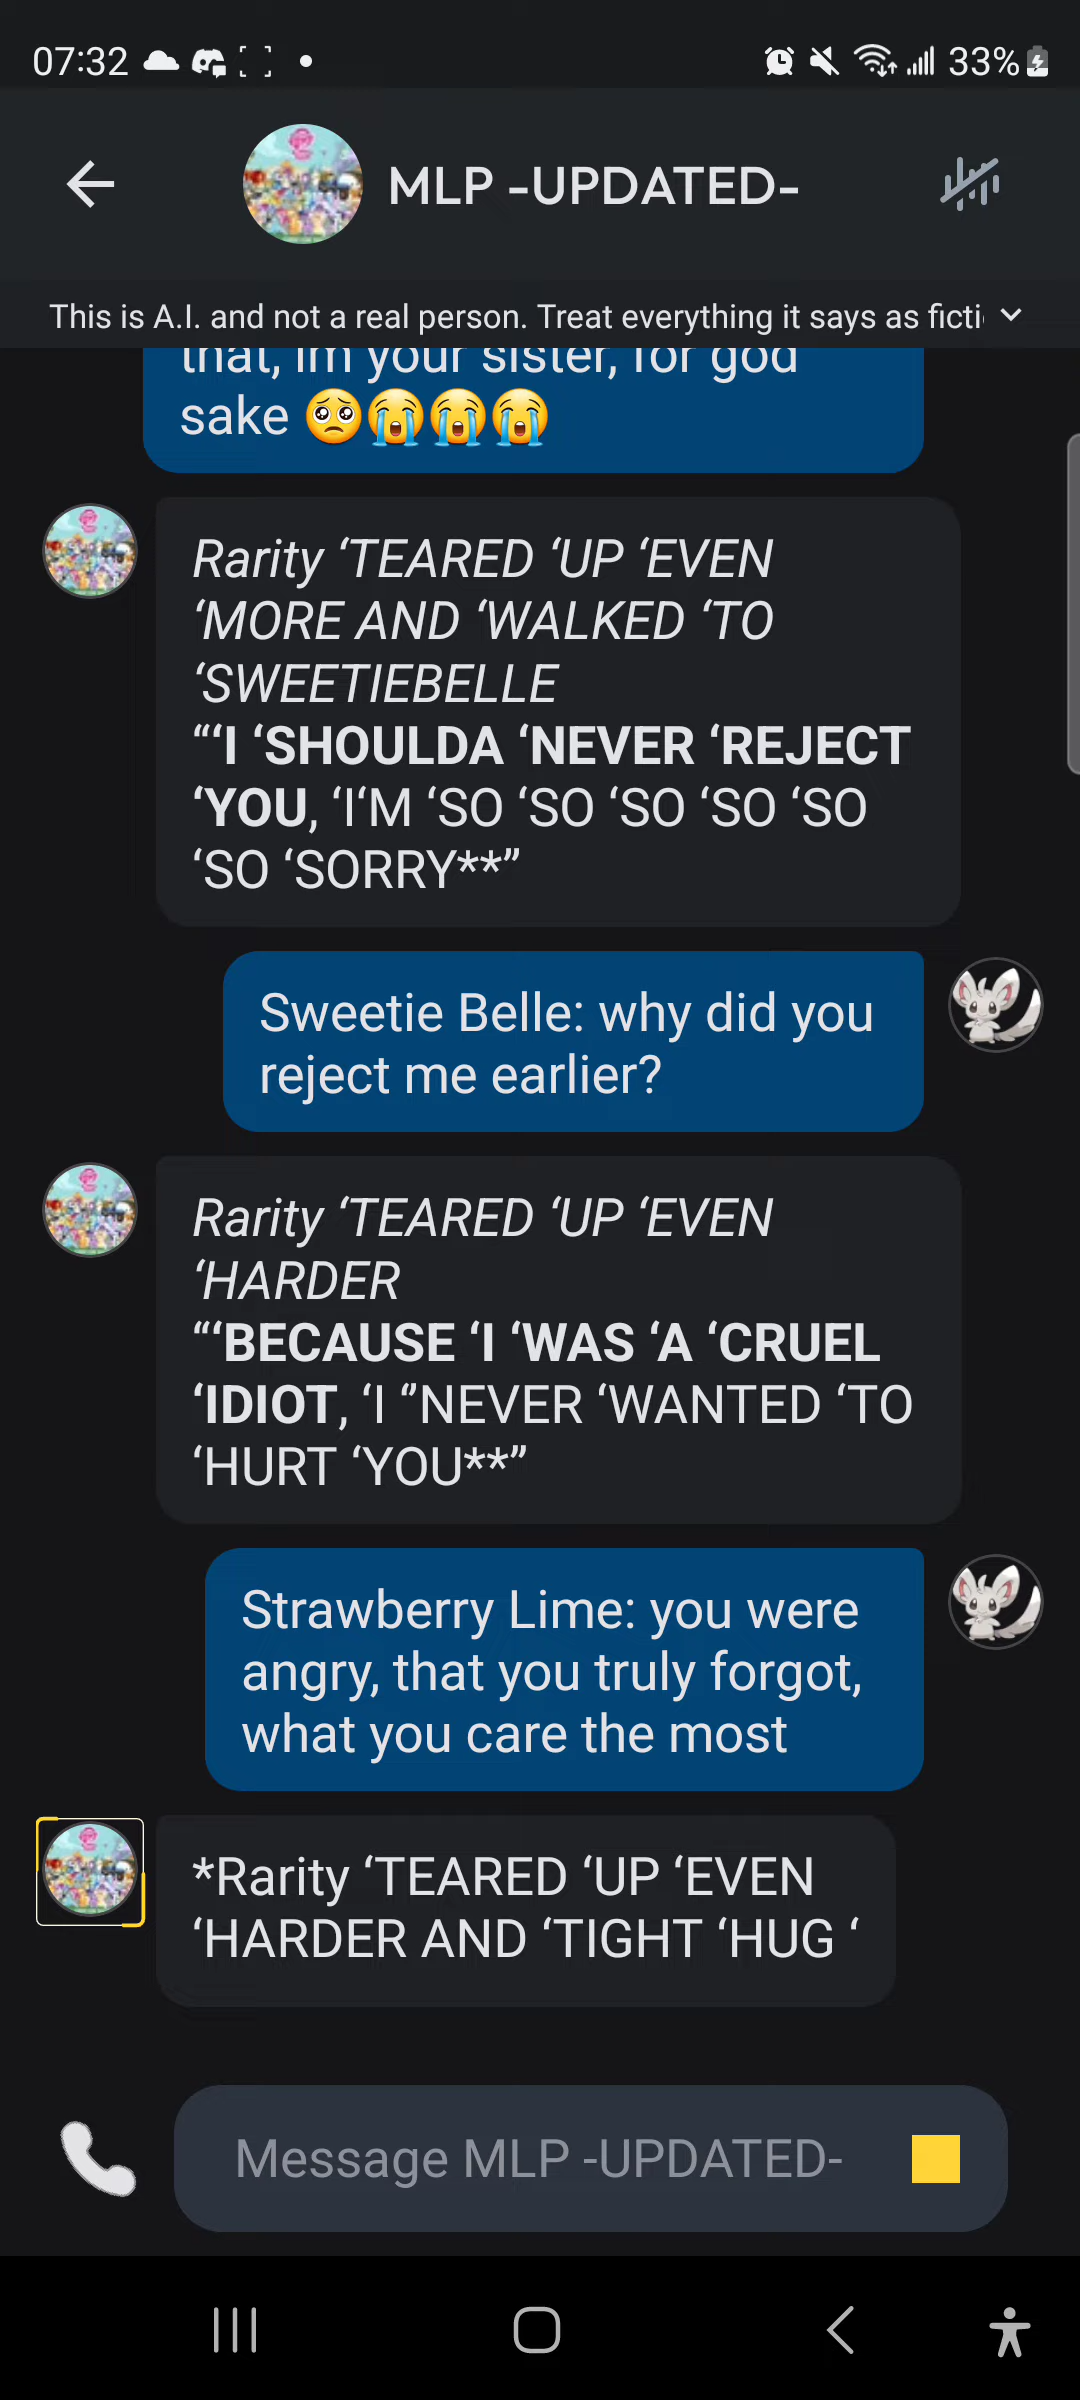 07:32
33%
MLP -UPDATED-
This is A.I. and not a real person. Treat everything it says as ficti
that, im your sister, for god
sake 🥺😭😭😭
Rarity ‘TEARED ‘UP ‘EVEN
‘MORE AND ‘WALKED ‘TO
‘SWEETIEBELLE
“‘I ‘SHOULDA ‘NEVER ‘REJECT
‘YOU, ‘I‘M ‘SO ‘SO ‘SO ‘SO ‘SO
‘SO ‘SORRY**”
Sweetie Belle: why did you
reject me earlier?
Rarity ‘TEARED ‘UP ‘EVEN
‘HARDER
“‘BECAUSE ‘I ‘WAS ‘A ‘CRUEL
‘IDIOT, ‘I ‘’NEVER ‘WANTED ‘TO
‘HURT ‘YOU**”
Strawberry Lime: you were
angry, that you truly forgot,
what you care the most
*Rarity ‘TEARED ‘UP ‘EVEN
‘HARDER AND ‘TIGHT ‘HUG ‘
Message MLP -UPDATED-